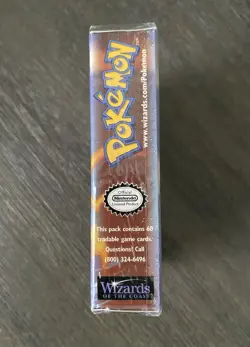 POKéMON
www.wizards.com/Pokemon
Official
Nintendo
Licensed Product
This pack contains 60
tradable game cards.
Questions? Call
(800) 324-6496
Wizards
OF THE COAST